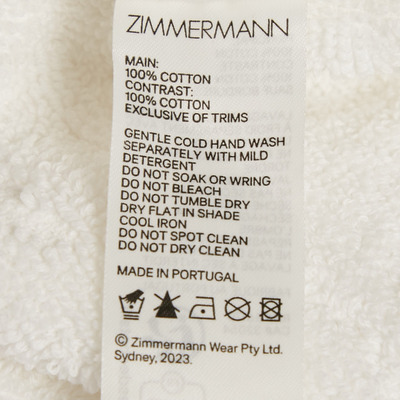 ZIMMERMANN
MAIN:
100% COTTON
CONTRAST:
100% COTTON
EXCLUSIVE OF TRIMS
GENTLE COLD HAND WASH
SEPARATELY WITH MILD
DETERGENT
DO NOT SOAK OR WRING
DO NOT BLEACH
DO NOT TUMBLE DRY
DRY FLAT IN SHADE
COOL IRON
DO NOT SPOT CLEAN
DO NOT DRY CLEAN
MADE IN PORTUGAL
© Zimmermann Wear Pty Ltd.
Sydney, 2023.